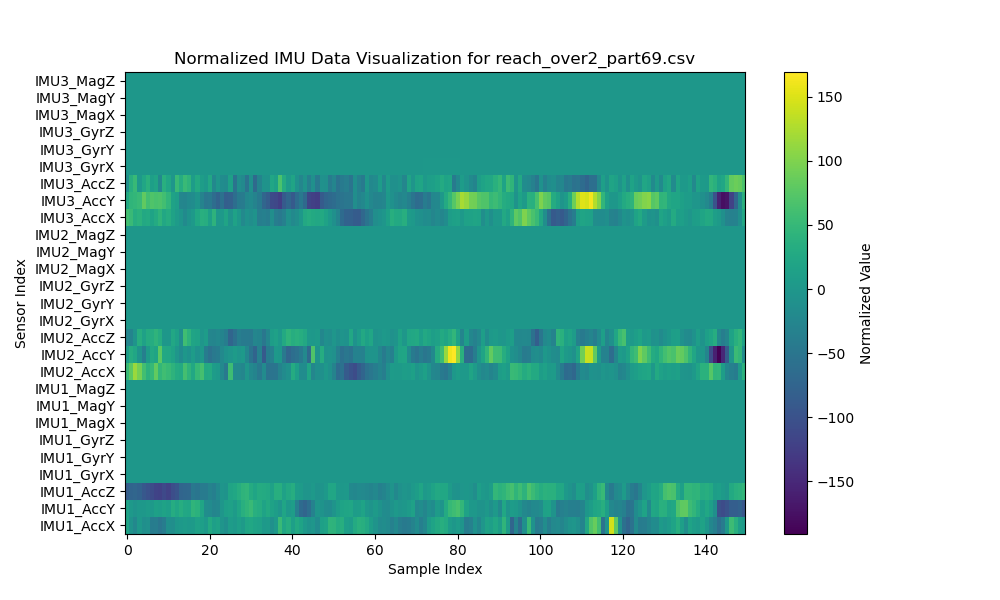 Normalized IMU Data Visualization for reach_over2_part69.csv
IMU3_MagZ
IMU3_MagY
IMU3_MagX
IMU3_GyrZ
IMU3_GyrY
IMU3_GyrX
IMU3_AccZ
IMU3_AccY
IMU3_AccX
IMU2_MagZ
IMU2_MagY
IMU2_MagX
IMU2_GyrZ
IMU2_GyrY
IMU2_GyrX
IMU2_AccZ
IMU2_AccY
IMU2_AccX
IMU1_MagZ
IMU1_MagY
IMU1_MagX
IMU1_GyrZ
IMU1_GyrY
IMU1_GyrX
IMU1_AccZ
IMU1_AccY
IMU1_AccX
Sensor Index
0 20 40 60 80 100 120 140
Sample Index
150
100
50
0
−50
−100
−150
Normalized Value